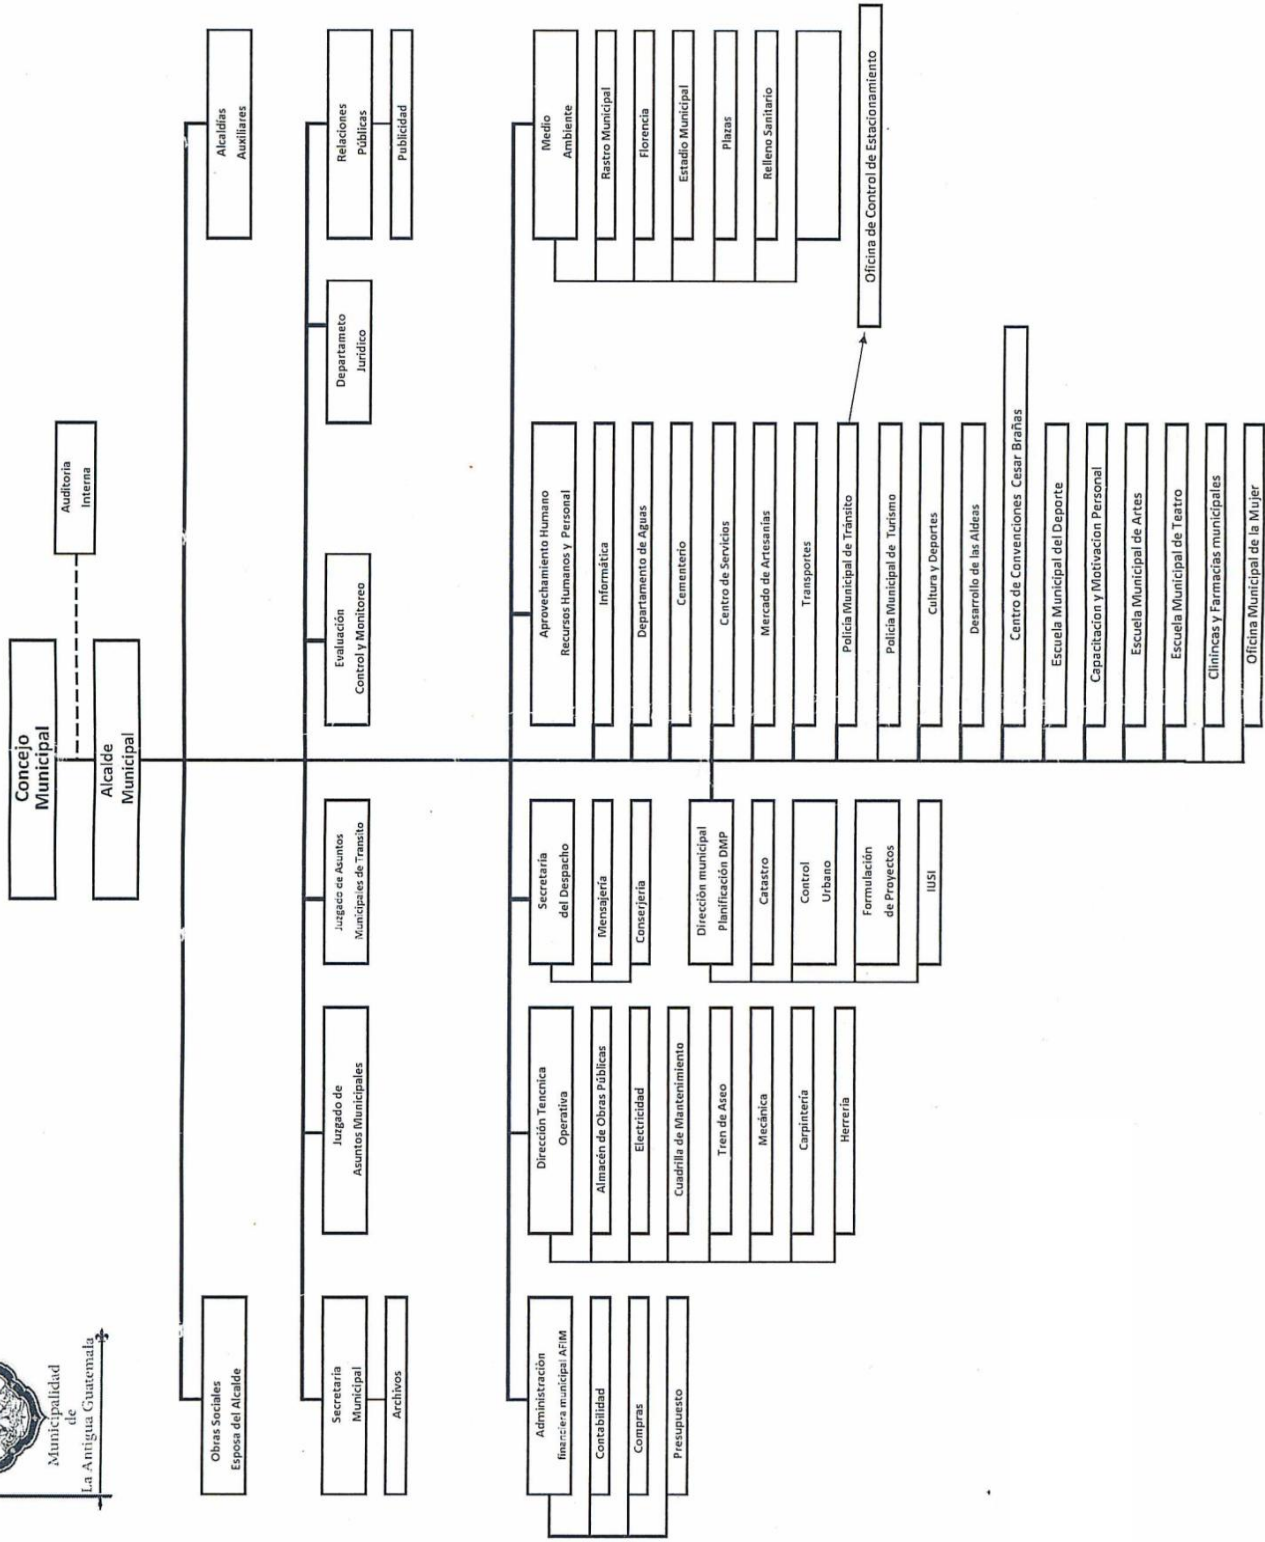 Municipalidad
de
La Antigua Guatemala
Concejo
Municipal
Auditoria
Interna
Alcalde
Municipal
Obras Sociales
Esposa del Alcalde
Alcaldías
Auxiliares
Secretaria
Municipal
Archivos
Juzgado de
Asuntos Municipales
Juzgado de Asuntos
Municipales de Transito
Evaluación
Control y Monitoreo
Departameto
Juridico
Relaciones
Públicas
Publicidad
Administración
financiera municipal AFIM
Contabilidad
Compras
Presupuesto
Dirección Tencnica
Operativa
Almacén de Obras Públicas
Electricidad
Cuadrilla de Mantenimiento
Tren de Aseo
Mecánica
Carpintería
Herreria
Secretaria
del Despacho
Mensajería
Conserjería
Dirección municipal
Planificación DMP
Catastro
Control
Urbano
Formulación
de Proyectos
IUSI
Aprovechamiento Humano
Recursos Humanos y Personal
Informática
Departamento de Aguas
Cementerio
Centro de Servicios
Mercado de Artesanías
Transportes
Policía Municipal de Tránsito
Policía Municipal de Turismo
Cultura y Deportes
Desarrollo de las Aldeas
Centro de Convenciones Cesar Brañas
Escuela Municipal del Deporte
Capacitacion y Motivacion Personal
Escuela Municipal de Artes
Escuela Municipal de Teatro
Clinincas y Farmacias municipales
Oficina Municipal de la Mujer
Medio
Ambiente
Rastro Municipal
Florencia
Estadio Municipal
Plazas
Relleno Sanitario
Oficina de Control de Estacionamiento